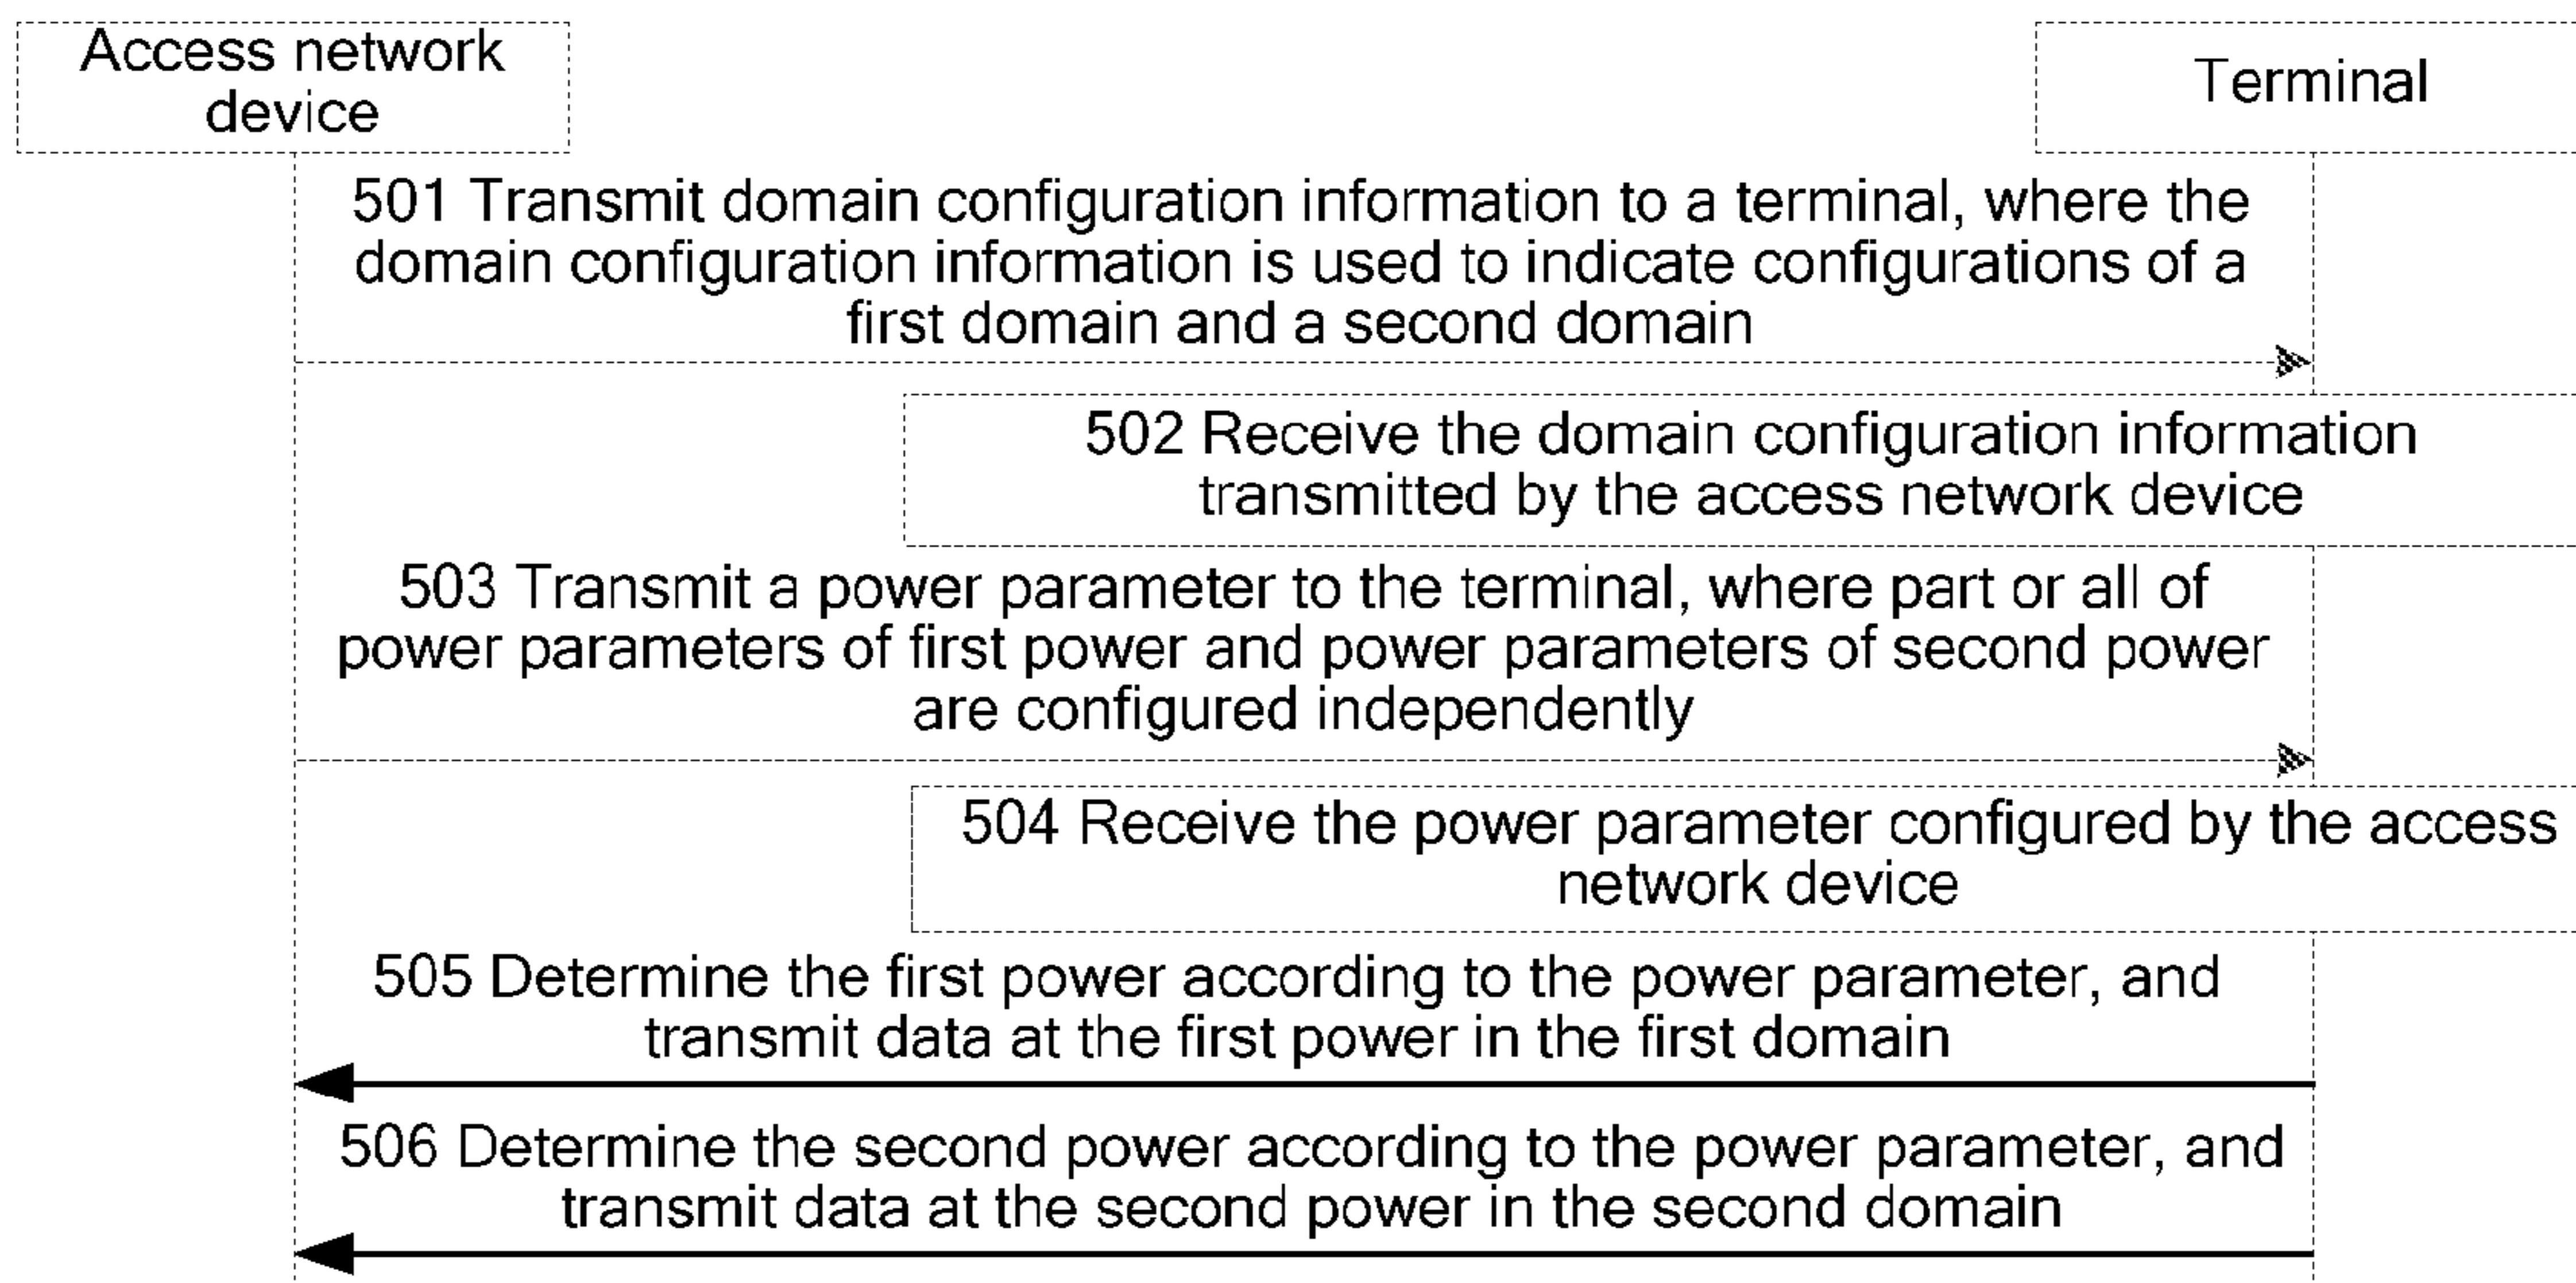 Access network
device
Terminal
501 Transmit domain configuration information to a terminal, where the
domain configuration information is used to indicate configurations of a
first domain and a second domain
502 Receive the domain configuration information
transmitted by the access network device
503 Transmit a power parameter to the terminal, where part or all of
power parameters of first power and power parameters of second power
are configured independently
504 Receive the power parameter configured by the access
network device
505 Determine the first power according to the power parameter, and
transmit data at the first power in the first domain
506 Determine the second power according to the power parameter, and
transmit data at the second power in the second domain